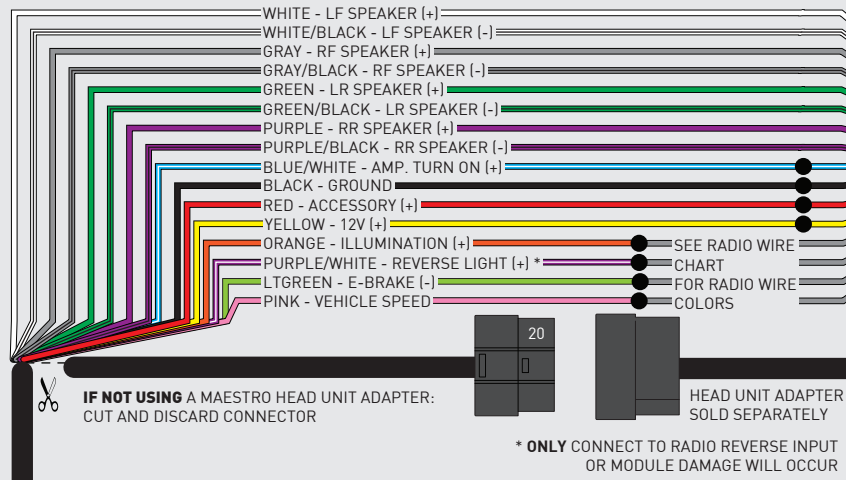 WHITE - LF SPEAKER (+)
WHITE/BLACK - LF SPEAKER (-)
GRAY - RF SPEAKER (+)
GRAY/BLACK - RF SPEAKER (-)
GREEN - LR SPEAKER (+)
GREEN/BLACK - LR SPEAKER (-)
PURPLE - RR SPEAKER (+)
PURPLE/BLACK - RR SPEAKER (-)
BLUE/WHITE - AMP. TURN ON (+)
BLACK - GROUND
RED - ACCESSORY (+)
YELLOW - 12V (+)
ORANGE - ILLUMINATION (+)
PURPLE/WHITE - REVERSE LIGHT (+) *
LTGREEN - E-BRAKE (-)
PINK - VEHICLE SPEED
SEE RADIO WIRE
CHART
FOR RADIO WIRE
COLORS
20
IF NOT USING A MAESTRO HEAD UNIT ADAPTER:
CUT AND DISCARD CONNECTOR
HEAD UNIT ADAPTER
SOLD SEPARATELY
* ONLY CONNECT TO RADIO REVERSE INPUT
OR MODULE DAMAGE WILL OCCUR